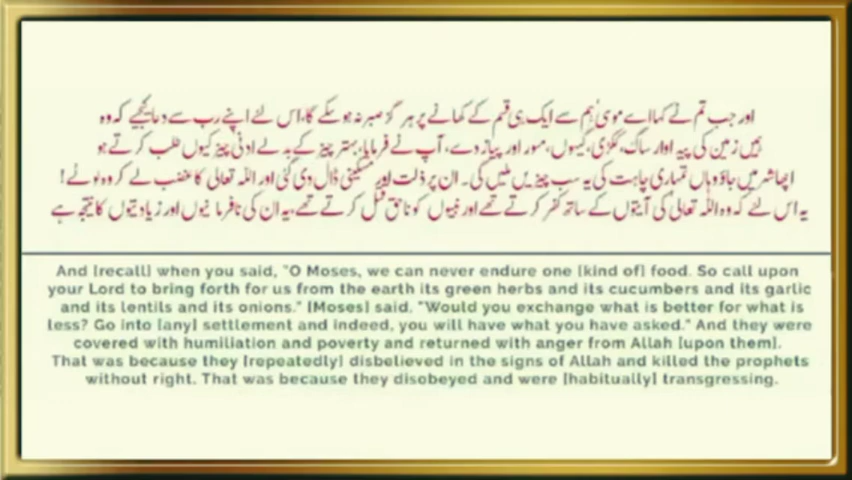 اور جب تم نے کہا اے موسیٰ! ہم سے ایک ہی قسم کے کھانے پر ہر گز صبر نہ ہو سکے گا، اس لئے اپنے رب سے دعا کیجئے کہ وہ
ہمیں زمین کی پیداوار ساگ، ککڑی، گیہوں، مسور اور پیاز دے، آپ نے فرمایا، بہتر چیز کے بدلے ادنیٰ چیز کیوں طلب کرتے ہو
اچھا شہر میں جاؤ وہاں تمہاری چاہت کی یہ سب چیزیں ملیں گی۔ ان پر ذلت اور مسکینی ڈال دی گئی اور اللہ تعالی کا غضب لے کر وہ لوٹے!
یہ اس لئے کہ وہ اللہ تعالی کی آیتوں کے ساتھ کفر کرتے تھے اور نبیوں کو ناحق قتل کرتے تھے، یہ ان کی نافرمانیوں اور زیادتیوں کا نتیجہ ہے
And [recall] when you said, "O Moses, we can never endure one [kind of] food. So call upon
your Lord to bring forth for us from the earth its green herbs and its cucumbers and its garlic
and its lentils and its onions." [Moses] said, "Would you exchange what is better for what is
less? Go into [any] settlement and indeed, you will have what you have asked." And they were
covered with humiliation and poverty and returned with anger from Allah [upon them].
That was because they [repeatedly] disbelieved in the signs of Allah and killed the prophets
without right. That was because they disobeyed and were [habitually] transgressing.